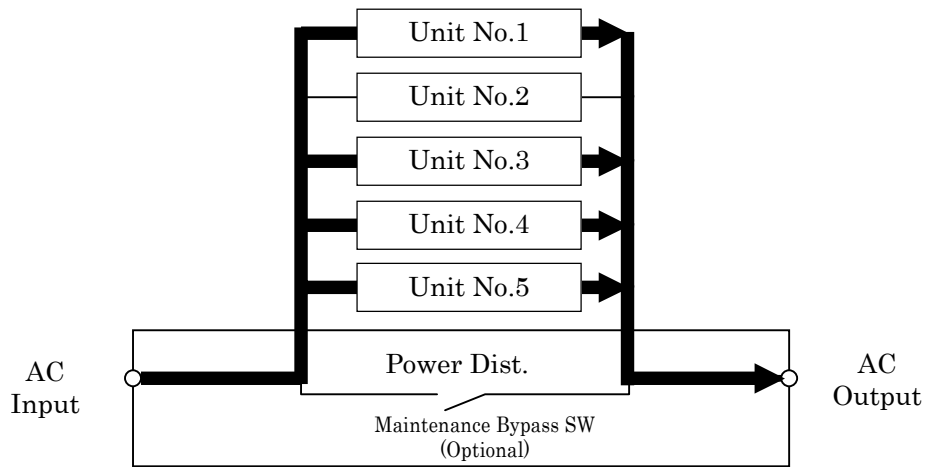 Unit No.1
Unit No.2
Unit No.3
Unit No.4
Unit No.5
Power Dist.
AC
Input
AC
Output
Maintenance Bypass SW
(Optional)